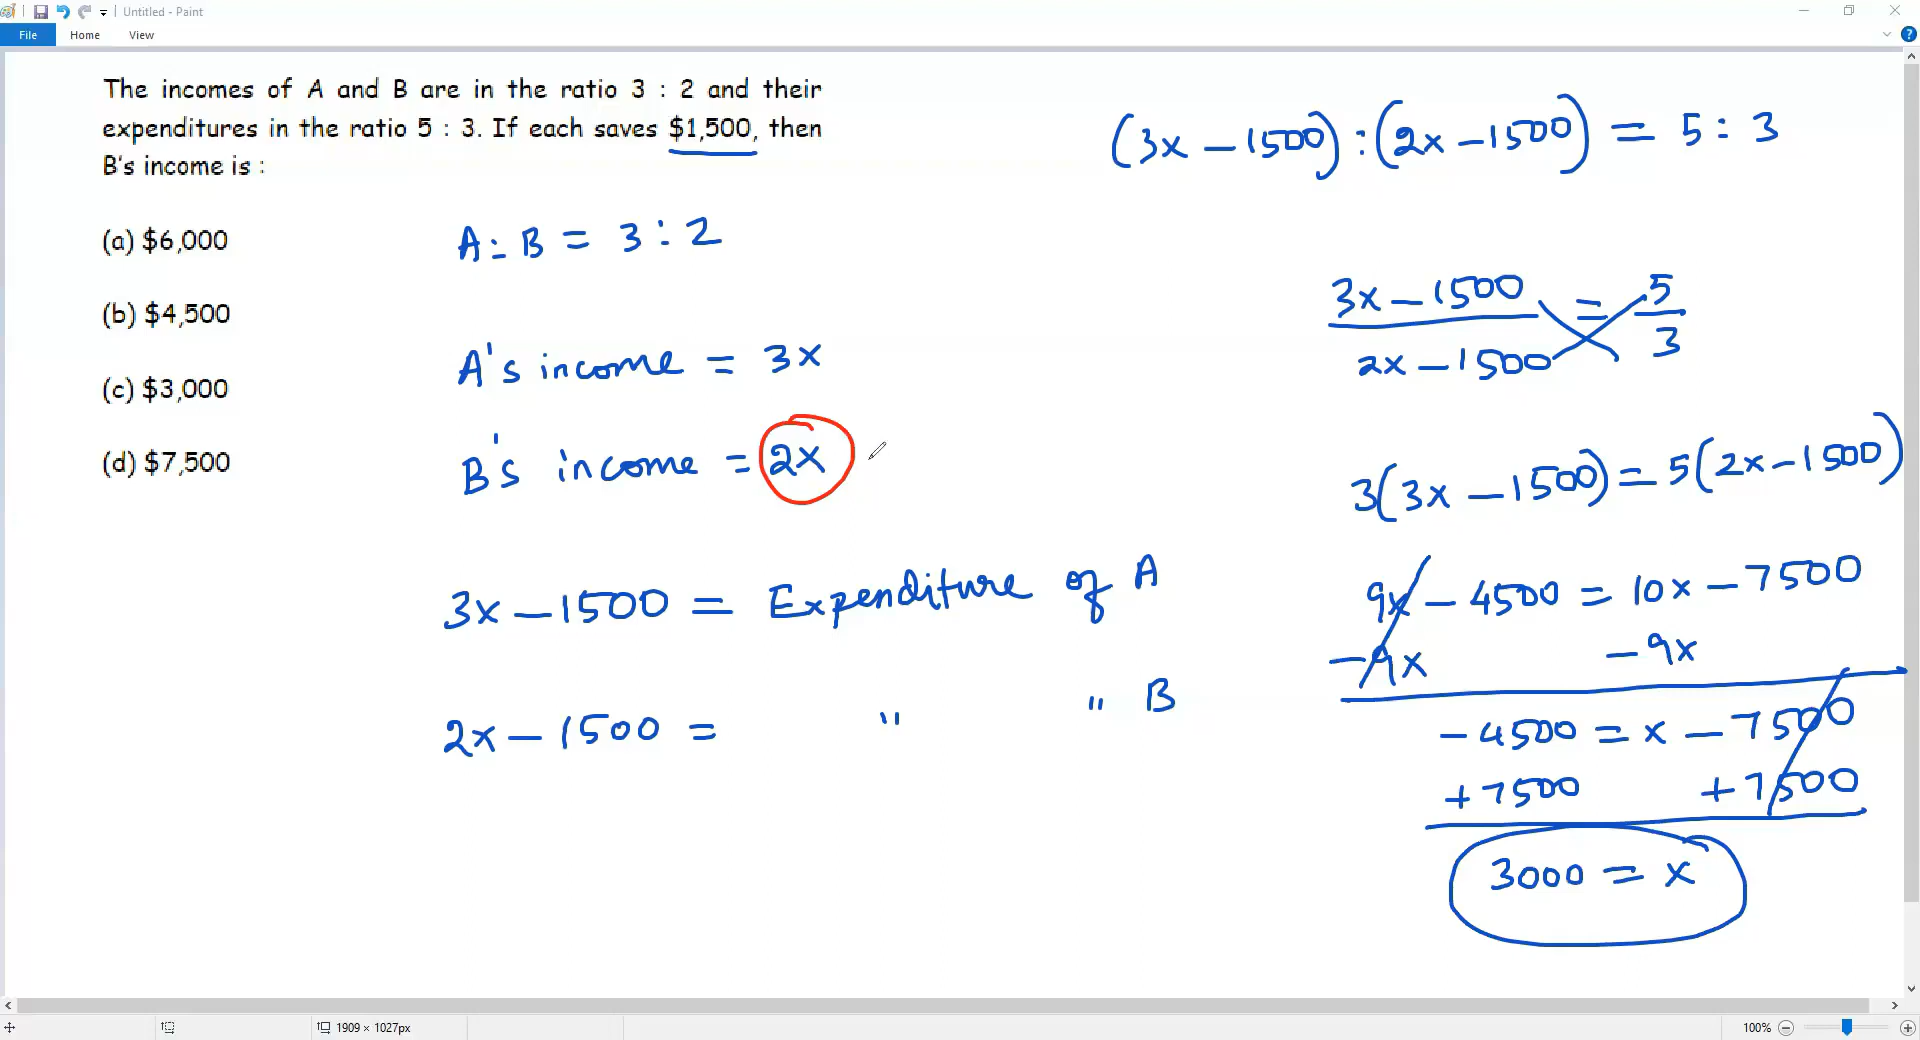 Untitled - Paint
File Home View
The incomes of A and B are in the ratio 3 : 2 and their
expenditures in the ratio 5 : 3. If each saves $1,500, then
B's income is :
(a) $6,000
(b) $4,500
(c) $3,000
(d) $7,500
A : B = 3 : 2
A's income = 3x
B's income = 2x
3x - 1500 = Expenditure of A
2x - 1500 = " " B
(3x - 1500) : (2x - 1500) = 5 : 3
3x - 1500 = 5
2x - 1500 3
3(3x - 1500) = 5(2x - 1500)
9x - 4500 = 10x - 7500
- 9x - 9x
- 4500 = x - 7500
+ 7500 + 7500
3000 = x
1909 × 1027px
100%